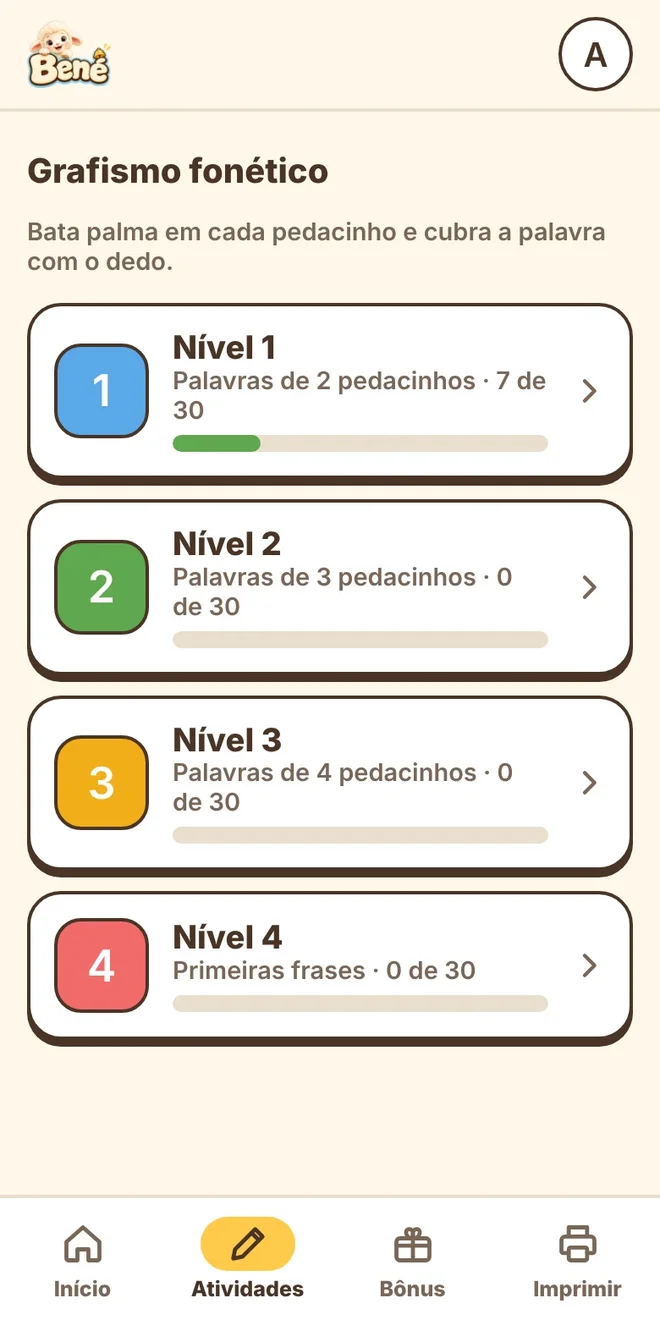 Bené
A
Grafismo fonético
Bata palma em cada pedacinho e cubra a palavra
com o dedo.
1
Nível 1
Palavras de 2 pedacinhos · 7 de
30
2
Nível 2
Palavras de 3 pedacinhos · 0
de 30
3
Nível 3
Palavras de 4 pedacinhos · 0
de 30
4
Nível 4
Primeiras frases · 0 de 30
Início
Atividades
Bônus
Imprimir